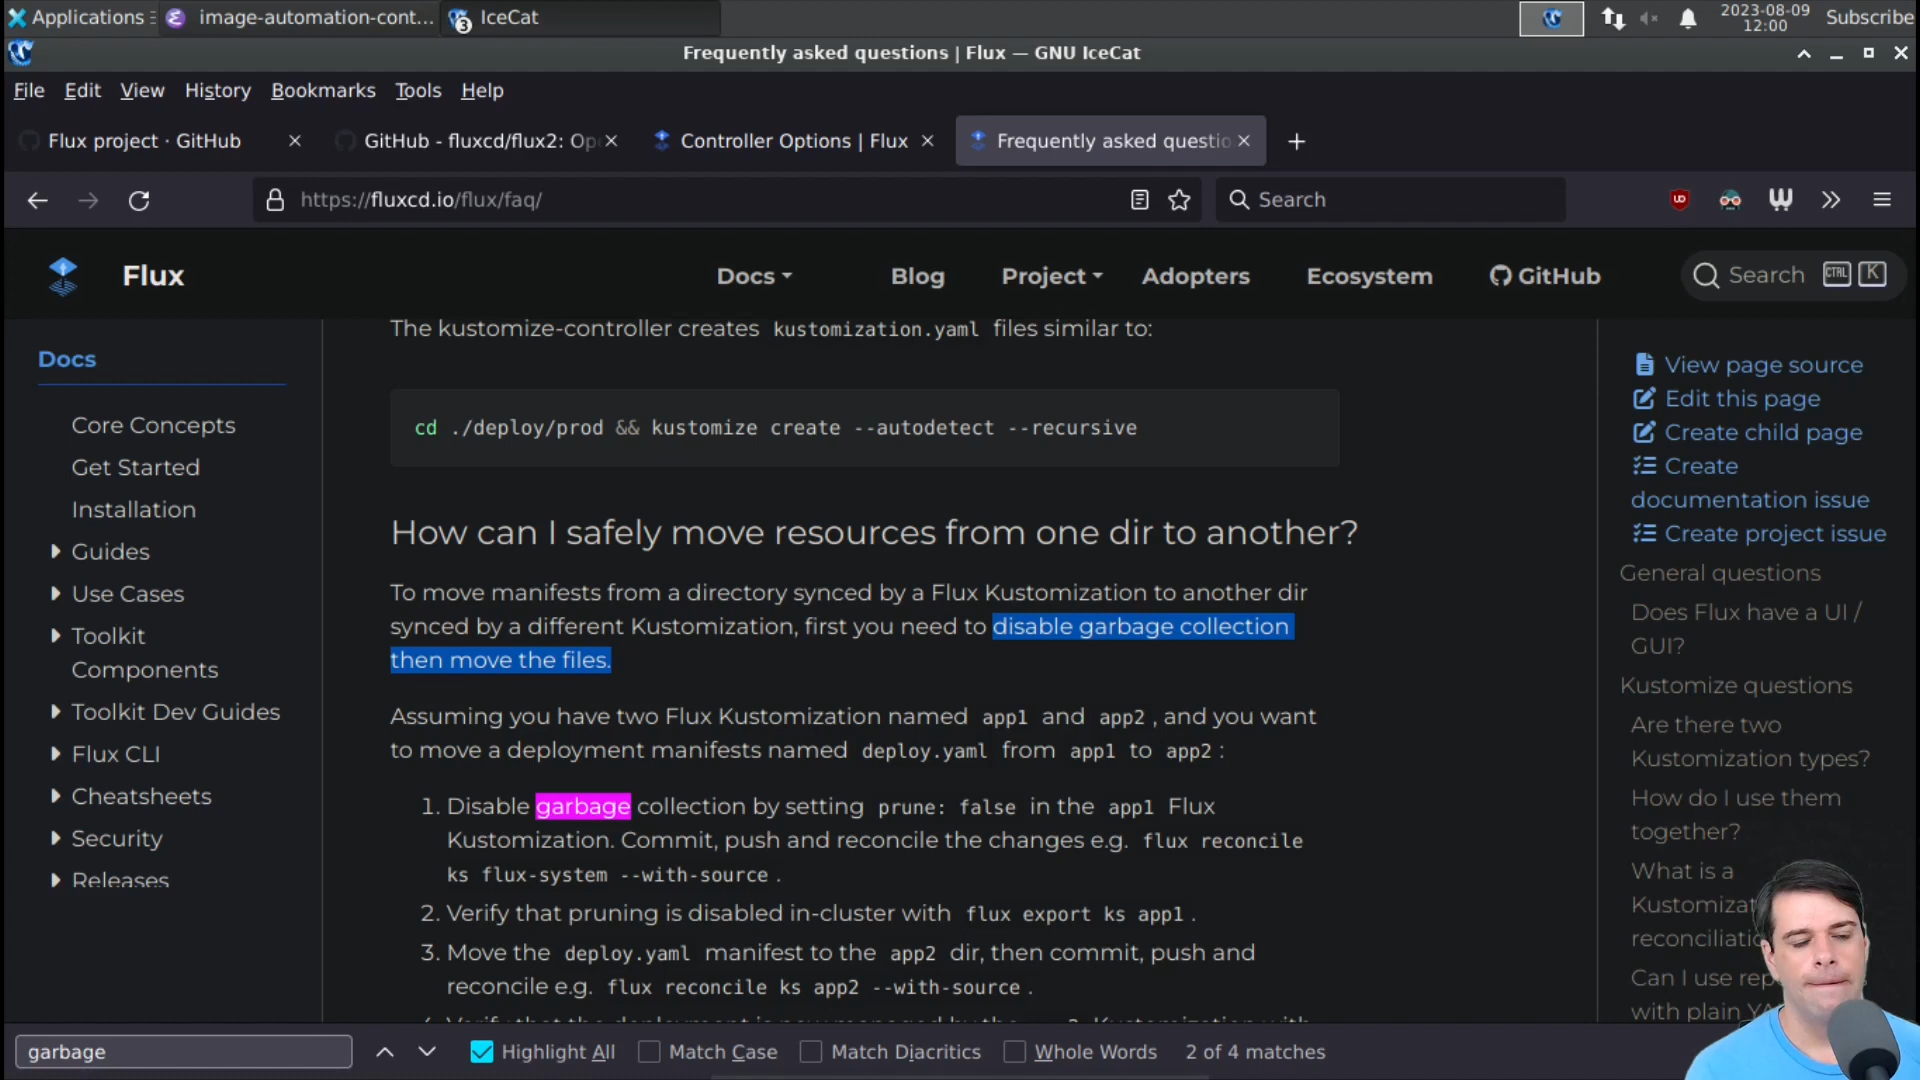 Applications
image-automation-cont...
3
IceCat
2023-08-09
12:00
Subscribe
Frequently asked questions | Flux — GNU IceCat
File Edit View History Bookmarks Tools Help
Flux project · GitHub
GitHub - fluxcd/flux2: Op
Controller Options | Flux
Frequently asked questio
https://fluxcd.io/flux/faq/
Search
Flux
Docs
Blog
Project
Adopters
Ecosystem
GitHub
Search CTRL K
Docs
Core Concepts
Get Started
Installation
Guides
Use Cases
Toolkit
Components
Toolkit Dev Guides
Flux CLI
Cheatsheets
Security
Releases
The kustomize-controller creates kustomization.yaml files similar to:
cd ./deploy/prod && kustomize create --autodetect --recursive
How can I safely move resources from one dir to another?
To move manifests from a directory synced by a Flux Kustomization to another dir
synced by a different Kustomization, first you need to disable garbage collection
then move the files.
Assuming you have two Flux Kustomization named app1 and app2 , and you want
to move a deployment manifests named deploy.yaml from app1 to app2 :
1. Disable garbage collection by setting prune: false in the app1 Flux
Kustomization. Commit, push and reconcile the changes e.g. flux reconcile
ks flux-system --with-source .
2. Verify that pruning is disabled in-cluster with flux export ks app1 .
3. Move the deploy.yaml manifest to the app2 dir, then commit, push and
reconcile e.g. flux reconcile ks app2 --with-source .
View page source
Edit this page
Create child page
Create
documentation issue
Create project issue
General questions
Does Flux have a UI /
GUI?
Kustomize questions
Are there two
Kustomization types?
How do I use them
together?
What is a
Kustomizat
reconciliatio
Can I use rep
with plain YA
garbage
Highlight All
Match Case
Match Diacritics
Whole Words
2 of 4 matches